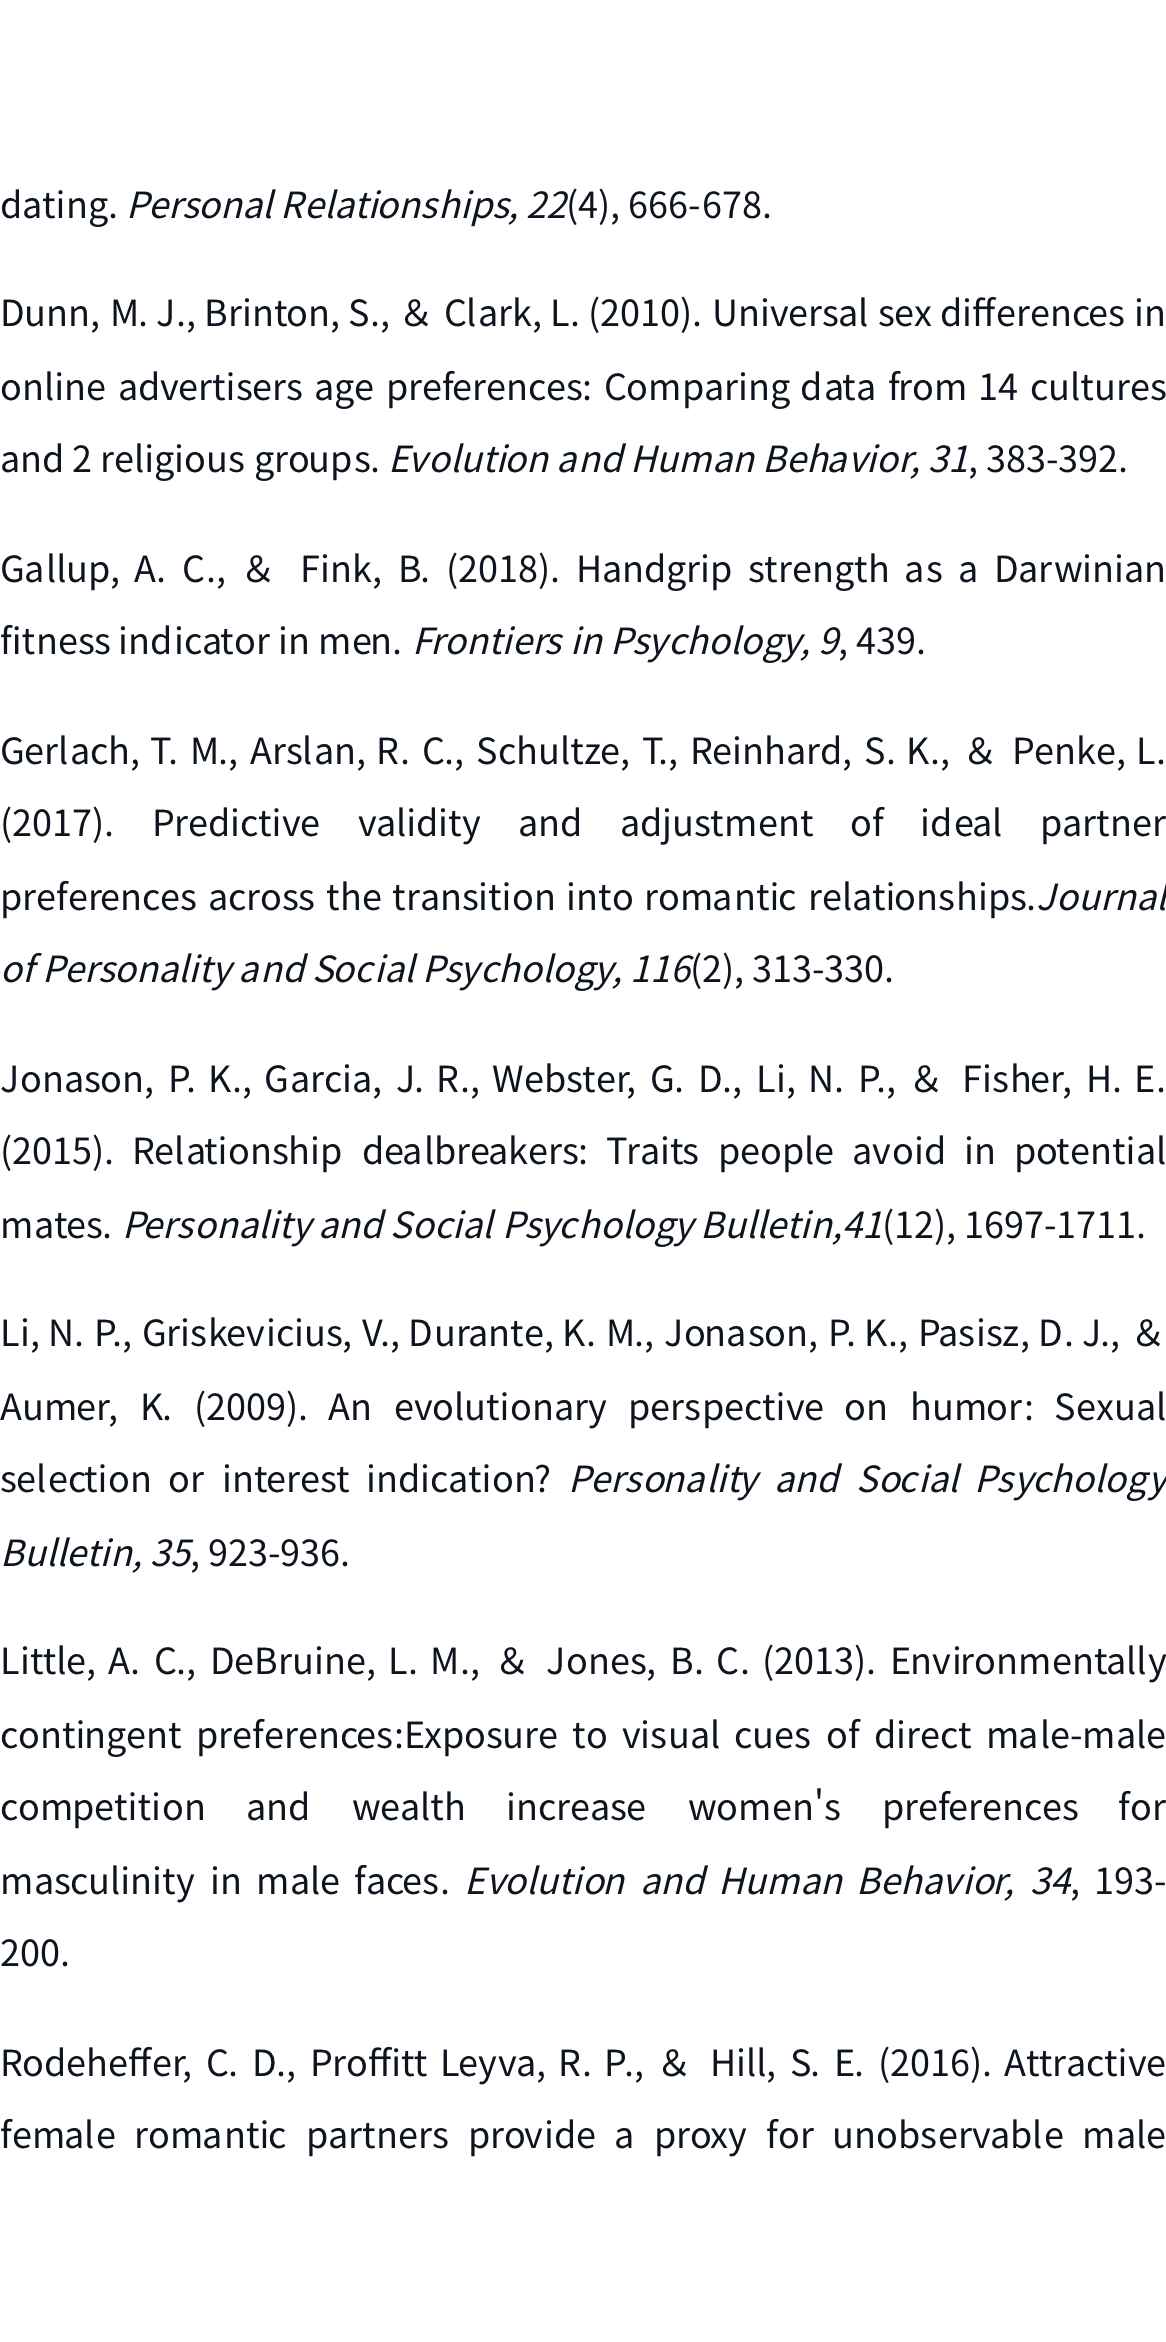 dating. Personal Relationships, 22(4), 666-678.
Dunn, M. J., Brinton, S., & Clark, L. (2010). Universal sex differences in
online advertisers age preferences: Comparing data from 14 cultures
and 2 religious groups. Evolution and Human Behavior, 31, 383-392.
Gallup, A. C., & Fink, B. (2018). Handgrip strength as a Darwinian
fitness indicator in men. Frontiers in Psychology, 9, 439.
Gerlach, T. M., Arslan, R. C., Schultze, T., Reinhard, S. K., & Penke, L.
(2017). Predictive validity and adjustment of ideal partner
preferences across the transition into romantic relationships.Journal
of Personality and Social Psychology, 116(2), 313-330.
Jonason, P. K., Garcia, J. R., Webster, G. D., Li, N. P., & Fisher, H. E.
(2015). Relationship dealbreakers: Traits people avoid in potential
mates. Personality and Social Psychology Bulletin,41(12), 1697-1711.
Li, N. P., Griskevicius, V., Durante, K. M., Jonason, P. K., Pasisz, D. J., &
Aumer, K. (2009). An evolutionary perspective on humor: Sexual
selection or interest indication? Personality and Social Psychology
Bulletin, 35, 923-936.
Little, A. C., DeBruine, L. M., & Jones, B. C. (2013). Environmentally
contingent preferences:Exposure to visual cues of direct male-male
competition and wealth increase women's preferences for
masculinity in male faces. Evolution and Human Behavior, 34, 193-
200.
Rodeheffer, C. D., Proffitt Leyva, R. P., & Hill, S. E. (2016). Attractive
female romantic partners provide a proxy for unobservable male